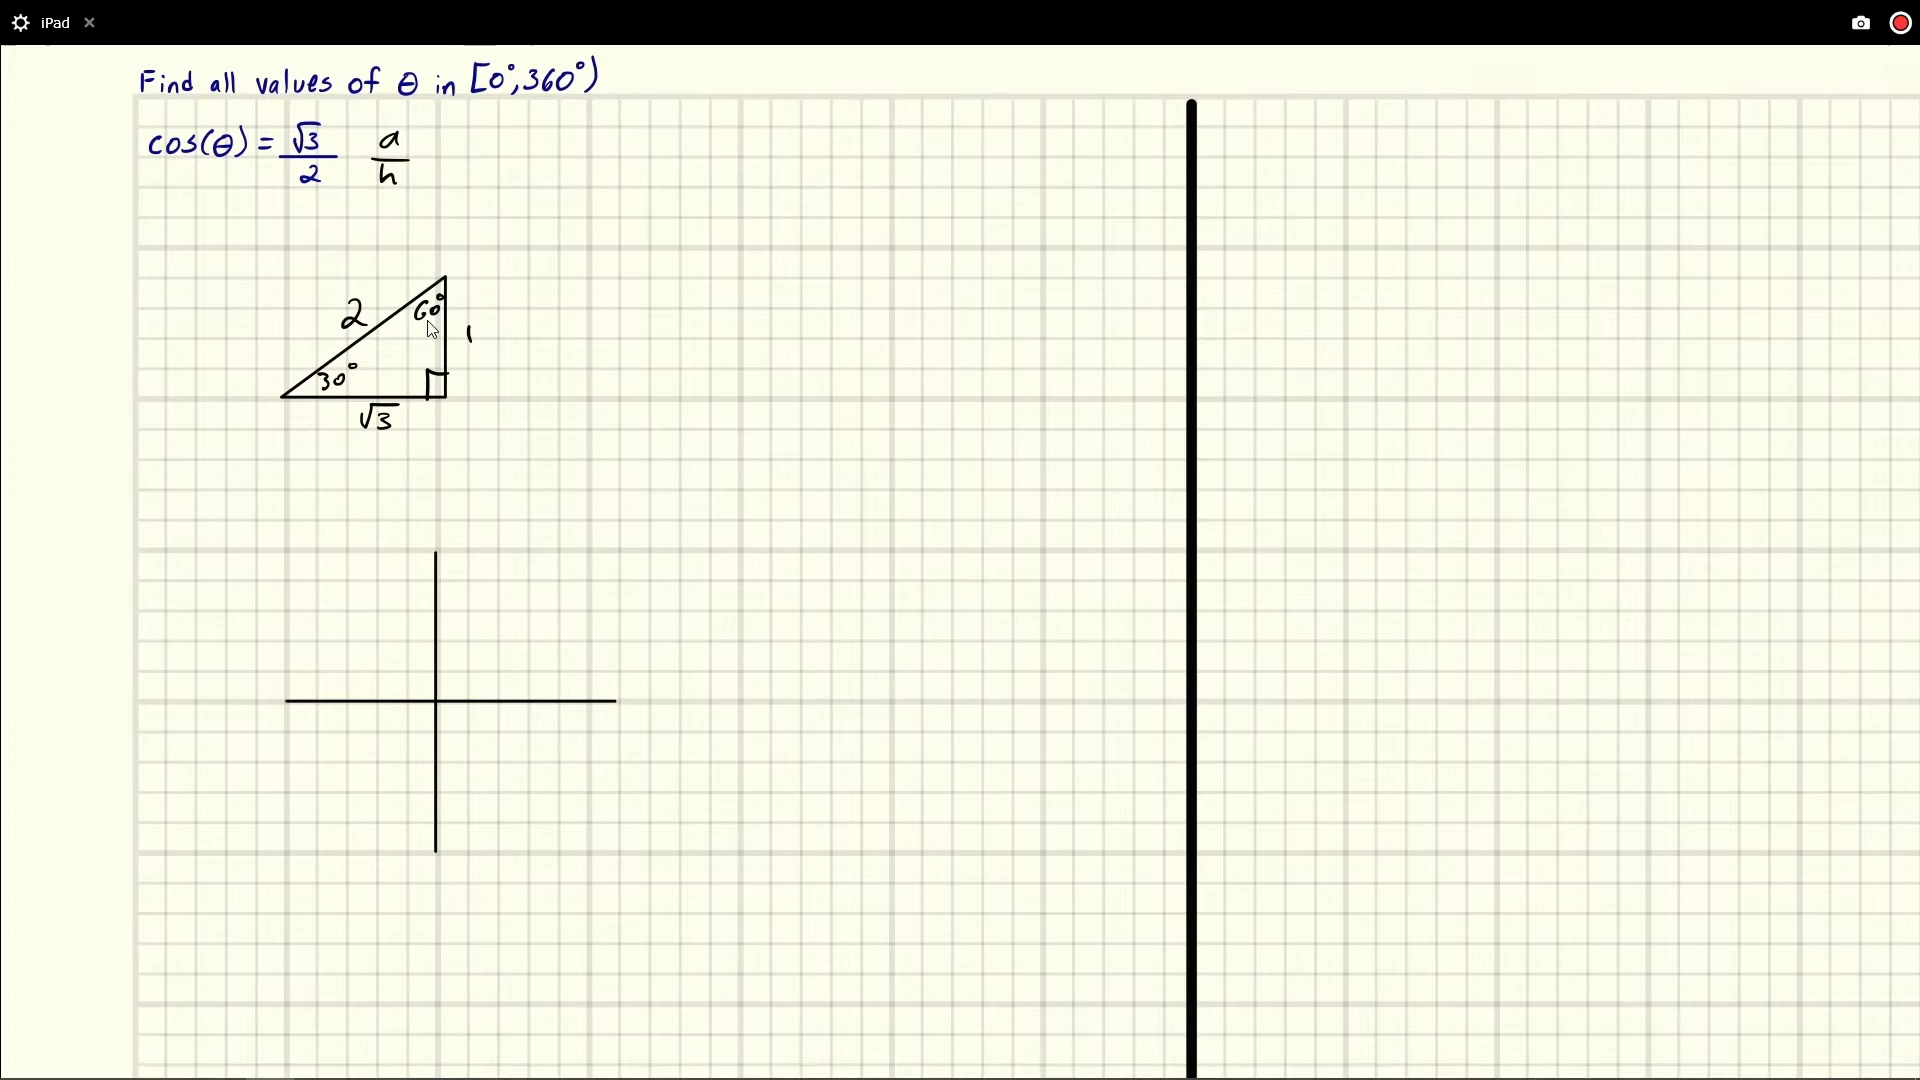 iPad
Find all values of θ in [0°, 360°)
cos(θ) = √3/2 a/h
2
60°
1
30°
√3